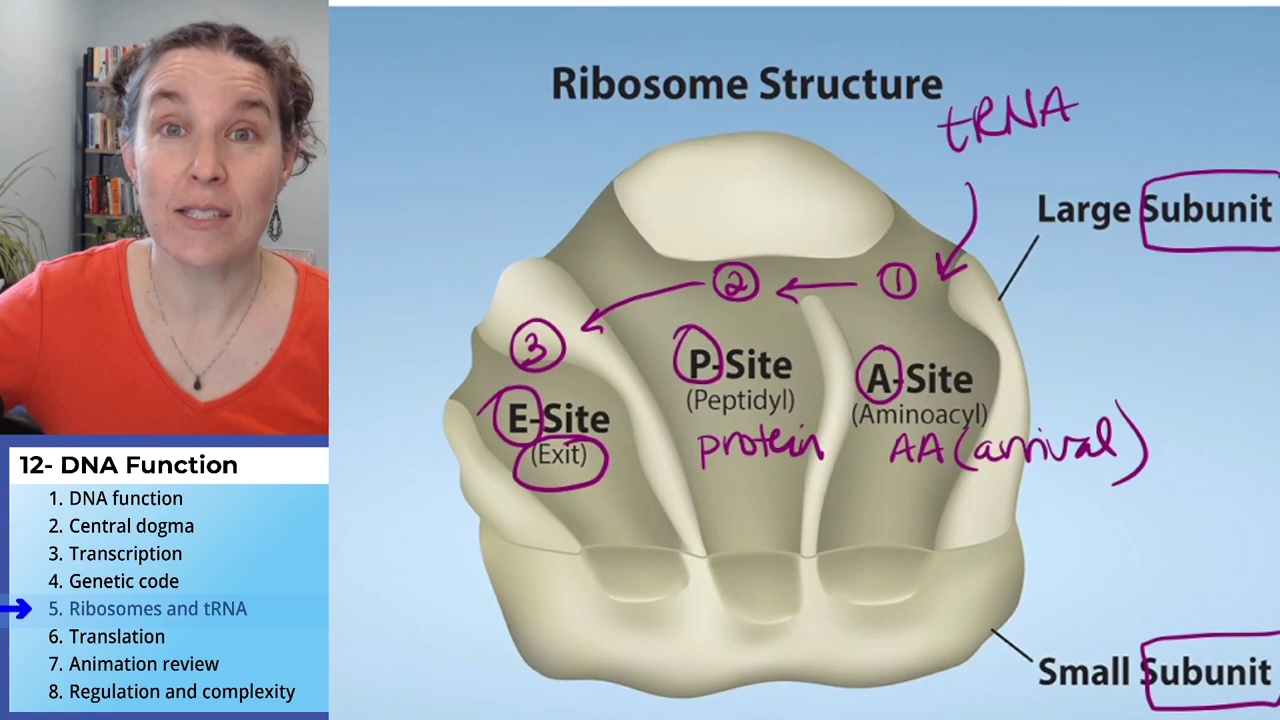 Ribosome Structure
tRNA
Large Subunit
2
1
3
P-Site
(Peptidyl)
A-Site
(Aminoacyl)
E-Site
(Exit)
protein
AA (arrival)
Small Subunit
12- DNA Function
1. DNA function
2. Central dogma
3. Transcription
4. Genetic code
5. Ribosomes and tRNA
6. Translation
7. Animation review
8. Regulation and complexity